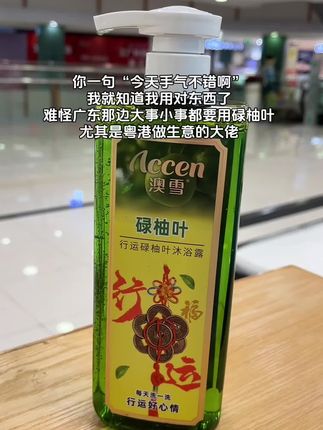 你一句“今天手气不错啊”
我就知道我用对东西了
难怪广东那边大事小事都要用碌柚叶
尤其是粤港做生意的大佬
Accen
澳雪
碌柚叶
行运碌柚叶沐浴露
行
福
运
每天洗一洗
行运好心情